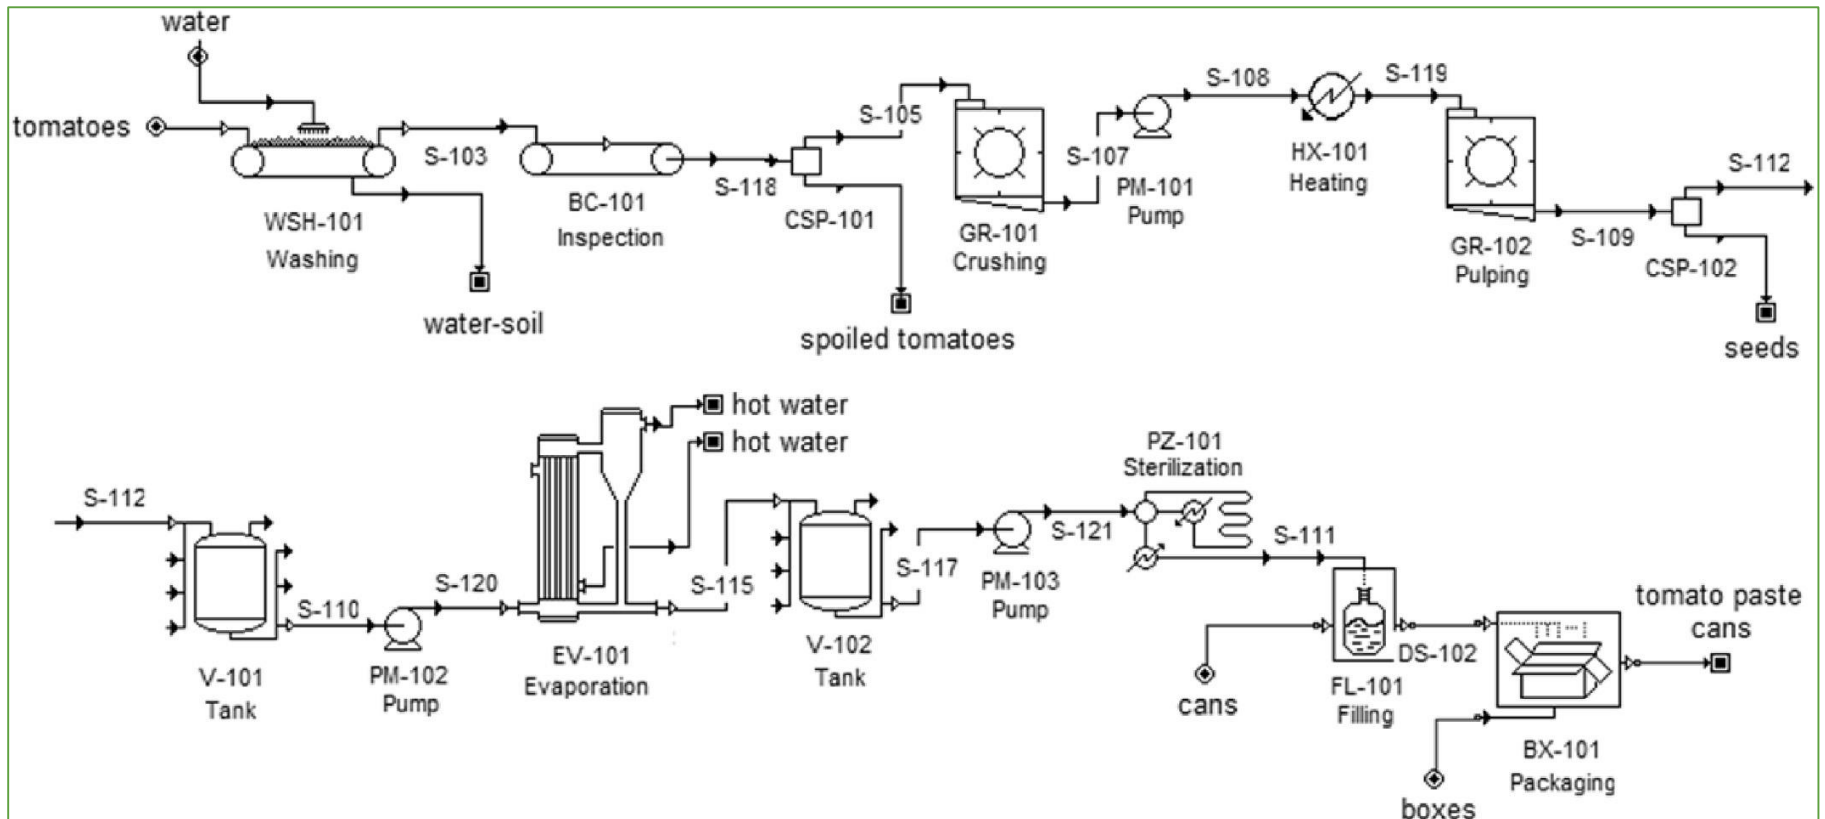 water
tomatoes
S-103
WSH-101
Washing
water-soil
BC-101
Inspection
S-118
CSP-101
spoiled tomatoes
S-105
GR-101
Crushing
S-107
PM-101
Pump
S-108
HX-101
Heating
S-119
GR-102
Pulping
S-109
CSP-102
S-112
seeds
S-112
V-101
Tank
S-110
PM-102
Pump
S-120
EV-101
Evaporation
hot water
hot water
S-115
V-102
Tank
S-117
PM-103
Pump
S-121
PZ-101
Sterilization
S-111
cans
FL-101
Filling
DS-102
boxes
BX-101
Packaging
tomato paste
cans